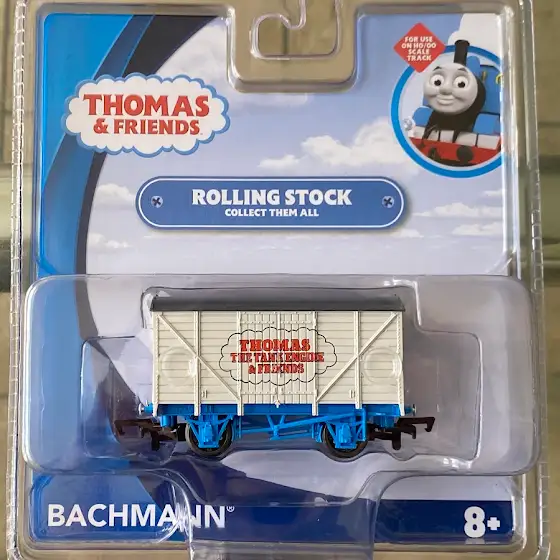 FOR USE
ON HO/OO
SCALE
TRACK
THOMAS
& FRIENDS
ROLLING STOCK
COLLECT THEM ALL
THOMAS
THE TANK ENGINE
& FRIENDS
BACHMANN®
8+